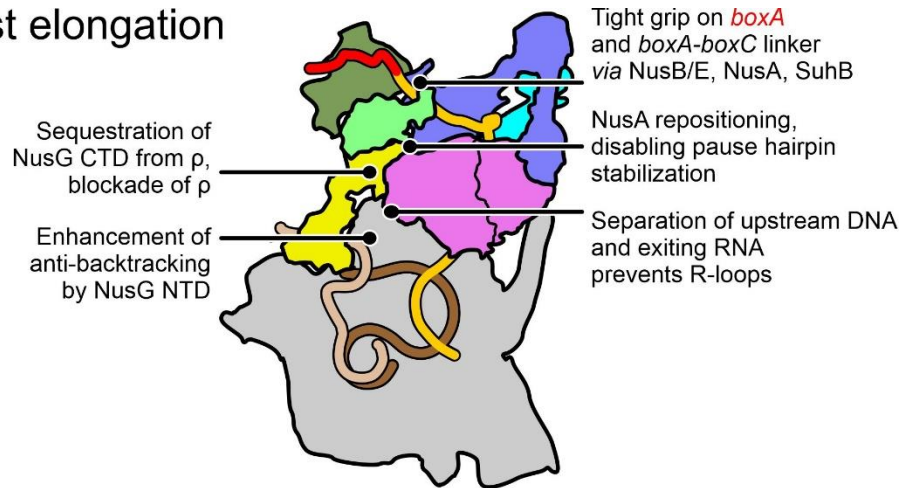 st elongation
Tight grip on boxA
and boxA-boxC linker
via NusB/E, NusA, SuhB
Sequestration of
NusG CTD from ρ,
blockade of ρ
NusA repositioning,
disabling pause hairpin
stabilization
Enhancement of
anti-backtracking
by NusG NTD
Separation of upstream DNA
and exiting RNA
prevents R-loops